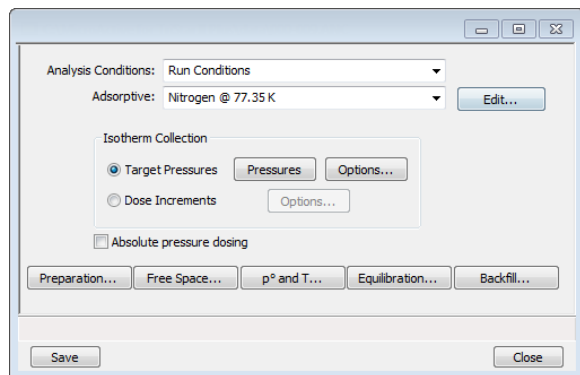 Analysis Conditions: Run Conditions
Adsorptive: Nitrogen @ 77.35 K Edit...
Isotherm Collection
Target Pressures Pressures Options...
Dose Increments Options...
Absolute pressure dosing
Preparation... Free Space... p° and T... Equilibration... Backfill...
Save Close